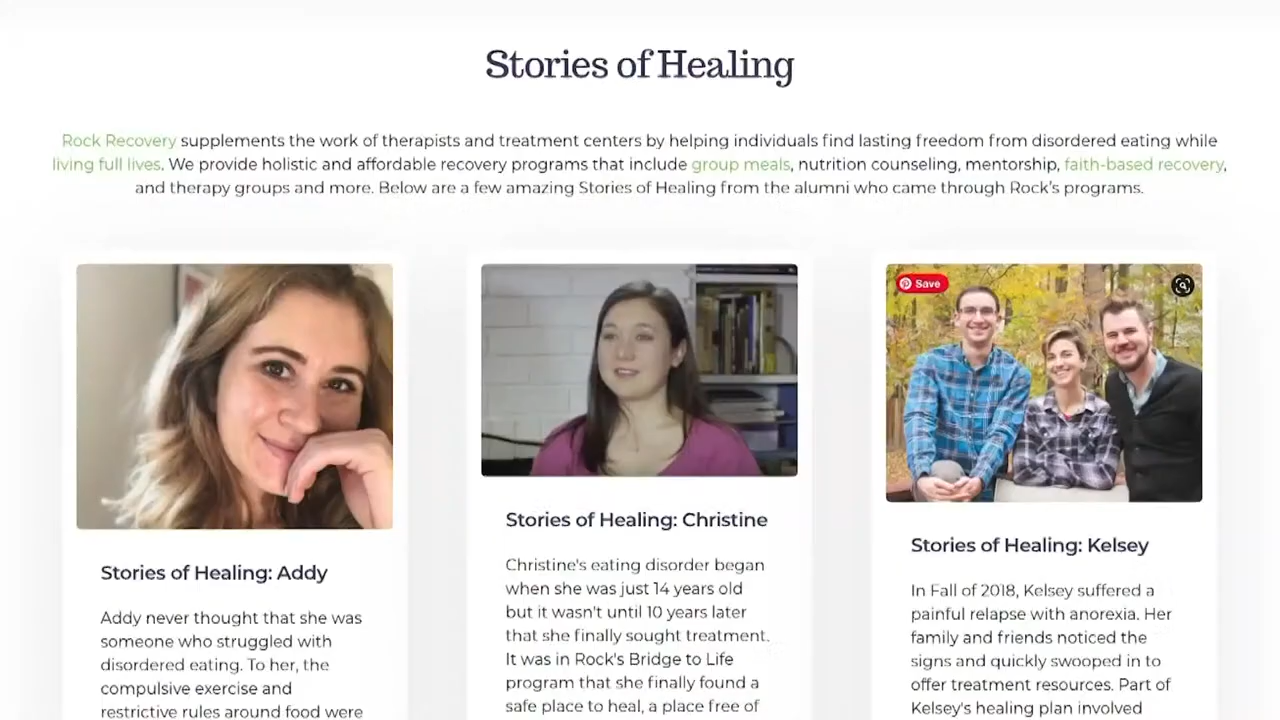 Stories of Healing
Rock Recovery supplements the work of therapists and treatment centers by helping individuals find lasting freedom from disordered eating while
living full lives. We provide holistic and affordable recovery programs that include group meals, nutrition counseling, mentorship, faith-based recovery,
and therapy groups and more. Below are a few amazing Stories of Healing from the alumni who came through Rock's programs.
Stories of Healing: Addy
Addy never thought that she was
someone who struggled with
disordered eating. To her, the
compulsive exercise and
restrictive rules around food were
Stories of Healing: Christine
Christine's eating disorder began
when she was just 14 years old
but it wasn't until 10 years later
that she finally sought treatment.
It was in Rock's Bridge to Life
program that she finally found a
safe place to heal, a place free of
Save
Stories of Healing: Kelsey
In Fall of 2018, Kelsey suffered a
painful relapse with anorexia. Her
family and friends noticed the
signs and quickly swooped in to
offer treatment resources. Part of
Kelsey's healing plan involved